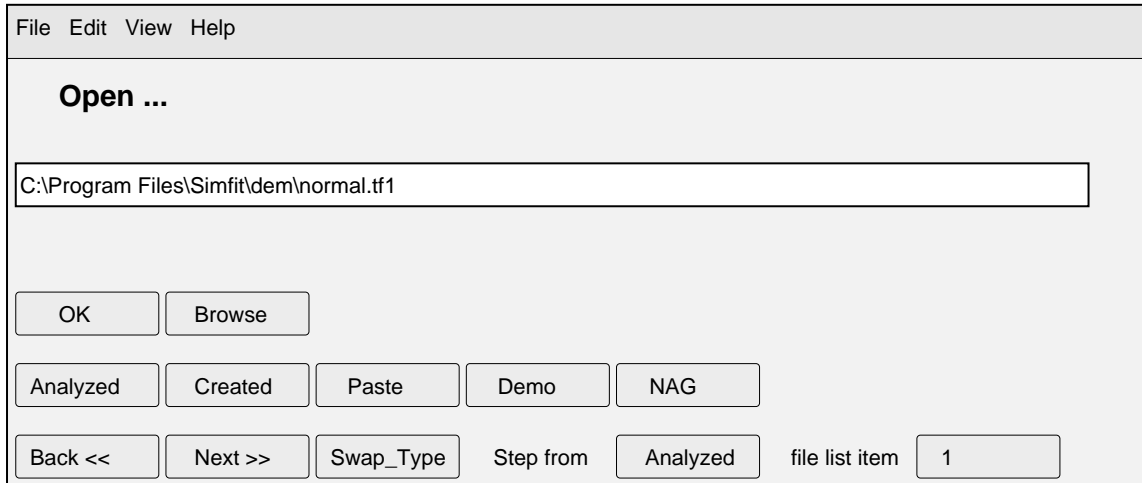 File Edit View Help
Open ...
C:\Program Files\Simfit\dem\normal.tf1
OK Browse
Analyzed Created Paste Demo NAG
Back << Next >> Swap_Type Step from Analyzed file list item 1